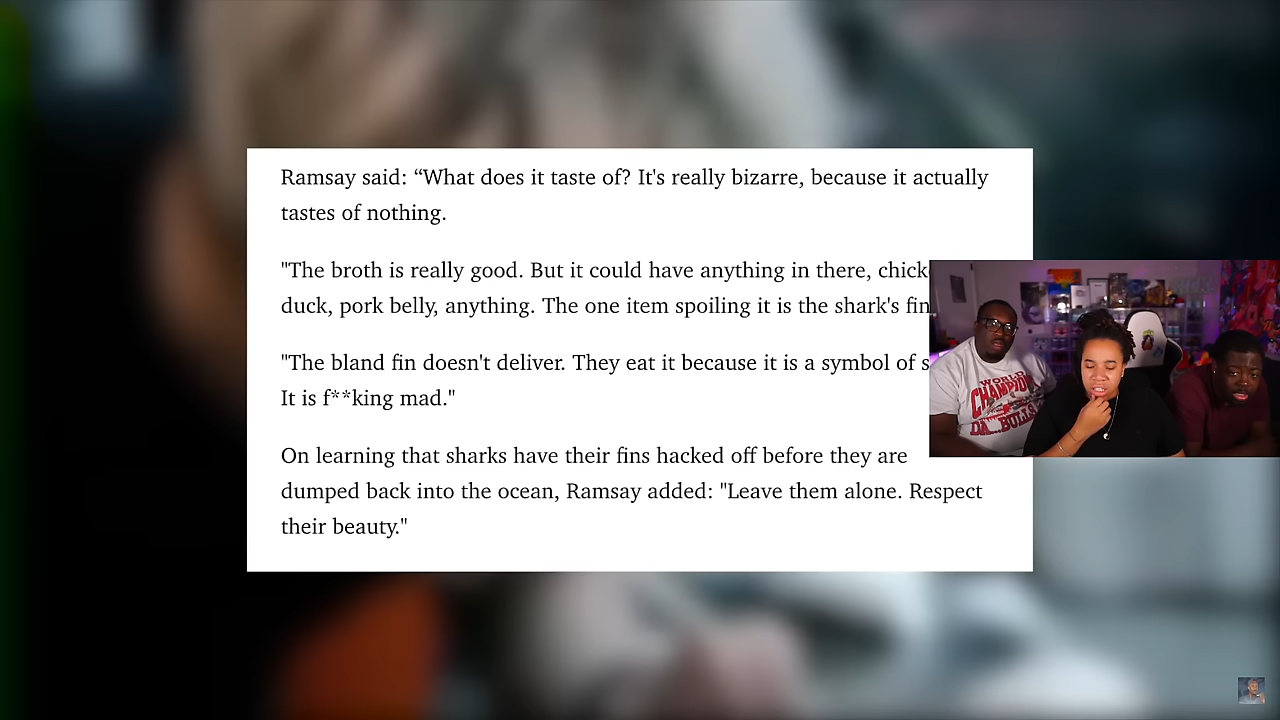 Ramsay said: “What does it taste of? It's really bizarre, because it actually
tastes of nothing.
"The broth is really good. But it could have anything in there,
duck, pork belly, anything. The one item spoiling it is the shark's
"The bland fin doesn't deliver. They eat it because it is a symbol of
It is f**king mad."
On learning that sharks have their fins hacked off before they are
dumped back into the ocean, Ramsay added: "Leave them alone. Respect
their beauty."
WORLD
CHAMPIONS
DA BULLS